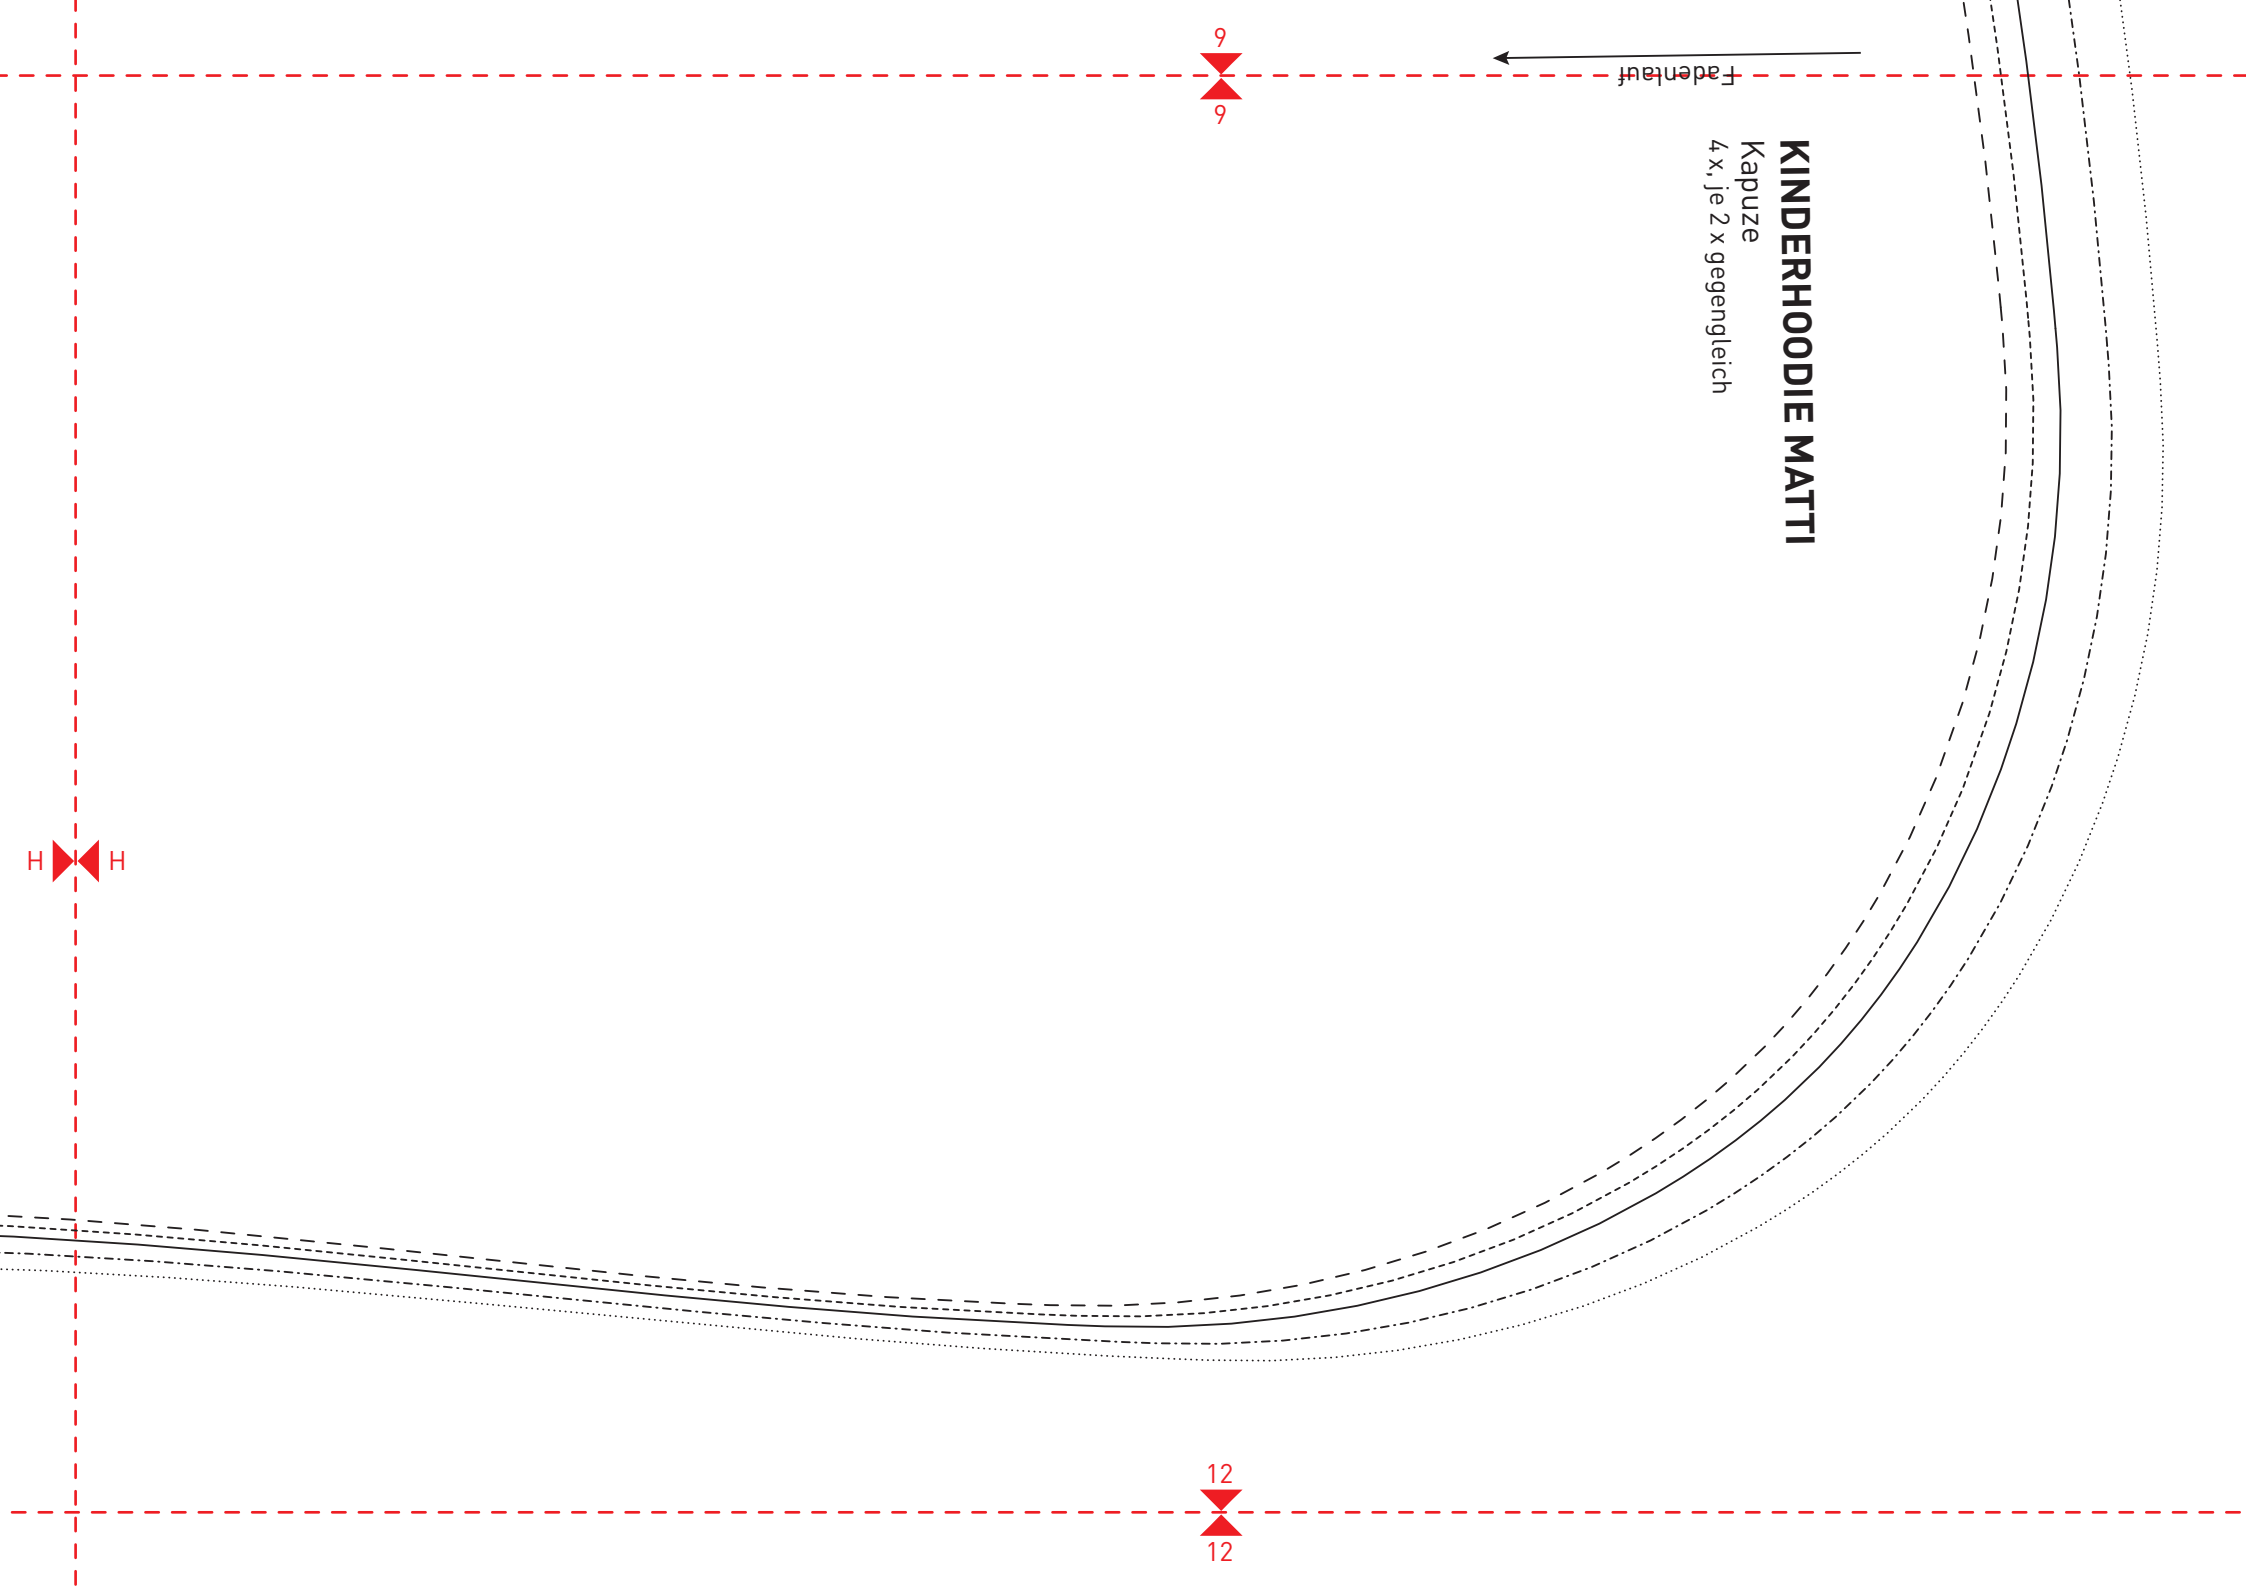 9
9
Fadenlauf
KINDERHOODIE MATTI
Kapuze
4 x, je 2 x gegengleich
H H
12
12